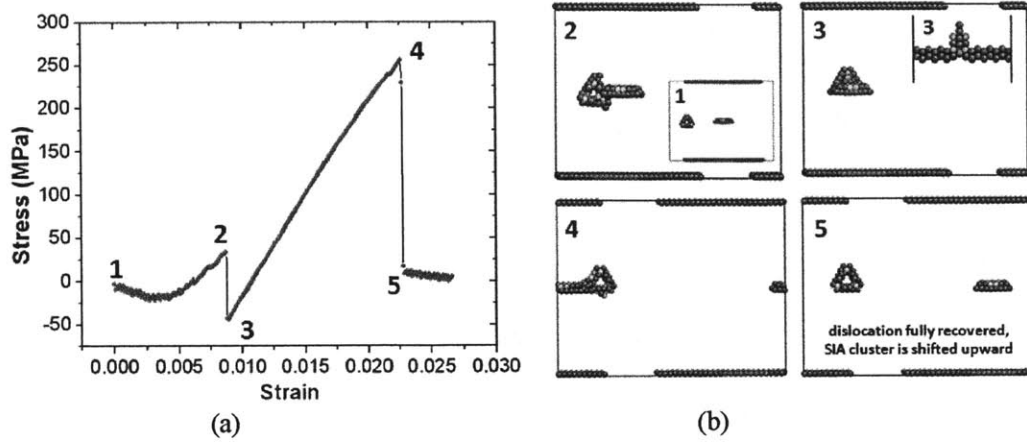 300
250
200
150
100
50
0
-50
Stress (MPa)
1
2
3
4
5
0.000 0.005 0.010 0.015 0.020 0.025 0.030
Strain
(a)
2
1
3
3
4
5
dislocation fully recovered,
SIA cluster is shifted upward
(b)